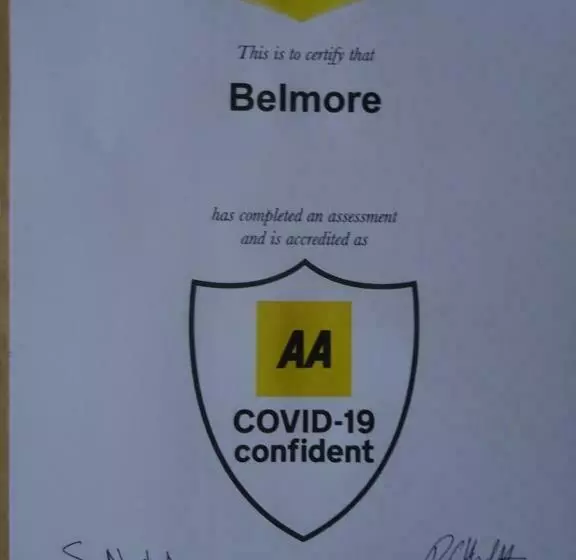 This is to certify that
Belmore
has completed an assessment
and is accredited as
AA
COVID-19
confident